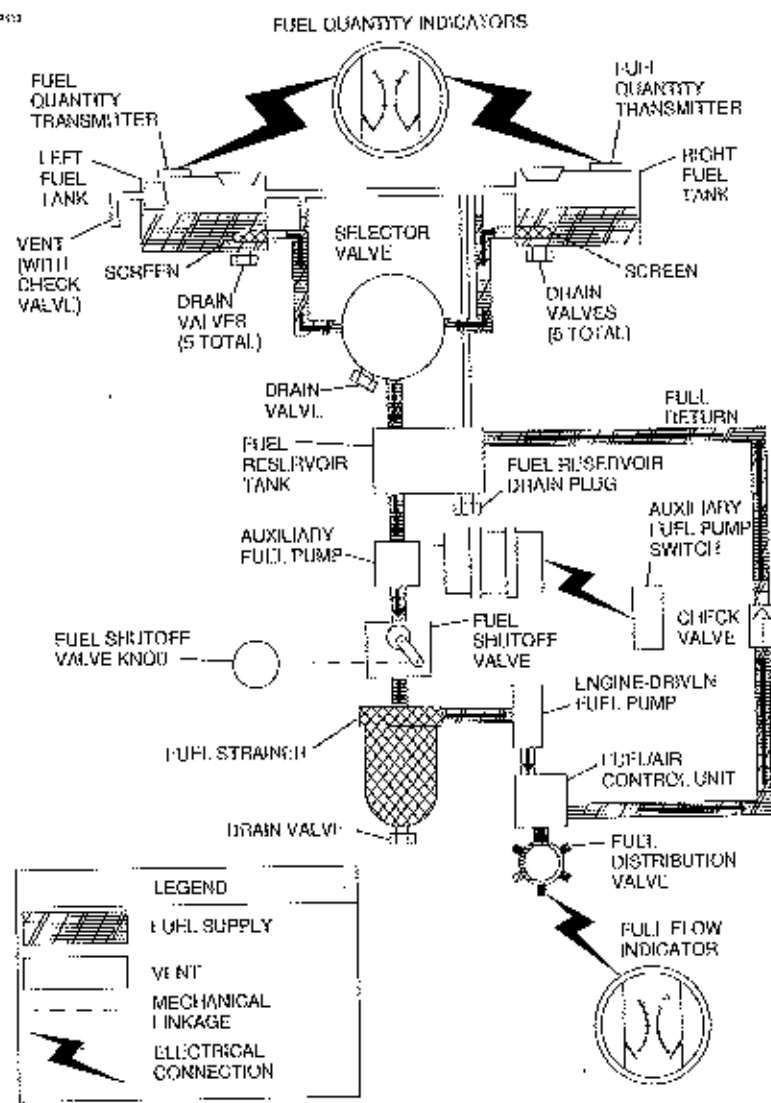 FUEL QUANTITY INDICATORS
FUEL
QUANTITY
TRANSMITTER
FUEL
QUANTITY
TRANSMITTER
LEFT
FUEL
TANK
RIGHT
FUEL
TANK
VENT
(WITH
CHECK
VALVE)
SELECTOR
VALVE
SCREEN
SCREEN
DRAIN
VALVES
(5 TOTAL)
DRAIN
VALVES
(5 TOTAL)
DRAIN
VALVE
FUEL
RETURN
FUEL
RESERVOIR
TANK
FUEL RESERVOIR
DRAIN PLUG
AUXILIARY
FUEL PUMP
AUXILIARY
FUEL PUMP
SWITCH
FUEL SHUTOFF
VALVE KNOB
FUEL
SHUTOFF
VALVE
CHECK
VALVE
ENGINE-DRIVEN
FUEL PUMP
FUEL STRAINER
FUEL/AIR
CONTROL UNIT
DRAIN VALVE
FUEL
DISTRIBUTION
VALVE
LEGEND
FUEL SUPPLY
VENT
MECHANICAL
LINKAGE
ELECTRICAL
CONNECTION
FUEL FLOW
INDICATOR